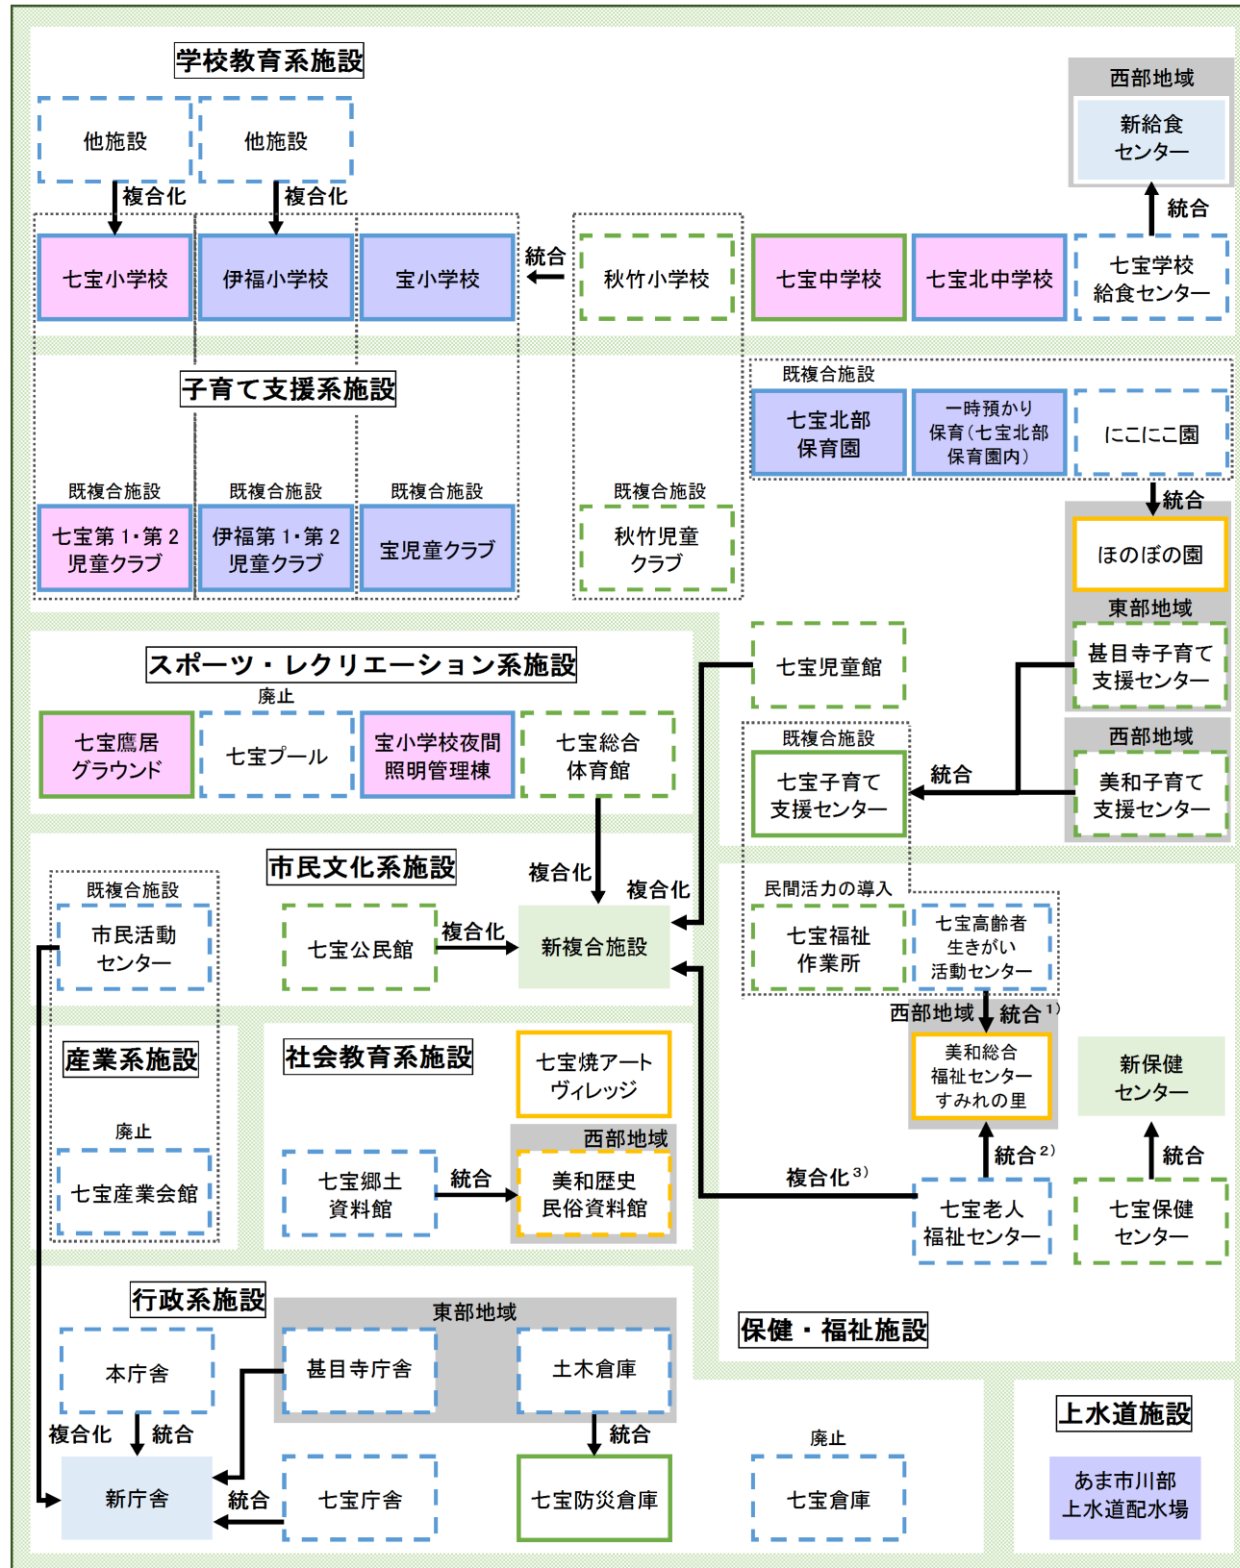 学校教育系施設
西部地域
他施設
他施設
新給食
センター
複合化
複合化
統合
七宝小学校
伊福小学校
宝小学校
統合
秋竹小学校
七宝中学校
七宝北中学校
七宝学校
給食センター
子育て支援系施設
既複合施設
七宝北部
保育園
一時預かり
保育(七宝北部
保育園内)
にこにこ園
既複合施設
既複合施設
既複合施設
既複合施設
統合
七宝第1・第2
児童クラブ
伊福第1・第2
児童クラブ
宝児童クラブ
秋竹児童
クラブ
ほのぼの園
東部地域
スポーツ・レクリエーション系施設
七宝児童館
甚目寺子育て
支援センター
廃止
七宝鷹居
グラウンド
七宝プール
宝小学校夜間
照明管理棟
七宝総合
体育館
既複合施設
西部地域
七宝子育て
支援センター
統合
美和子育て
支援センター
市民文化系施設
複合化
複合化
既複合施設
民間活力の導入
市民活動
センター
七宝公民館
複合化
新複合施設
七宝福祉
作業所
七宝高齢者
生きがい
活動センター
西部地域
統合1)
産業系施設
社会教育系施設
七宝焼アート
ヴィレッジ
美和総合
福祉センター
すみれの里
新保健
センター
廃止
西部地域
七宝産業会館
七宝郷土
資料館
統合
美和歴史
民俗資料館
複合化3)
統合2)
統合
七宝老人
福祉センター
七宝保健
センター
行政系施設
東部地域
保健・福祉施設
本庁舎
甚目寺庁舎
土木倉庫
複合化
統合
統合
廃止
上水道施設
新庁舎
統合
七宝庁舎
七宝防災倉庫
七宝倉庫
あま市川部
上水道配水場